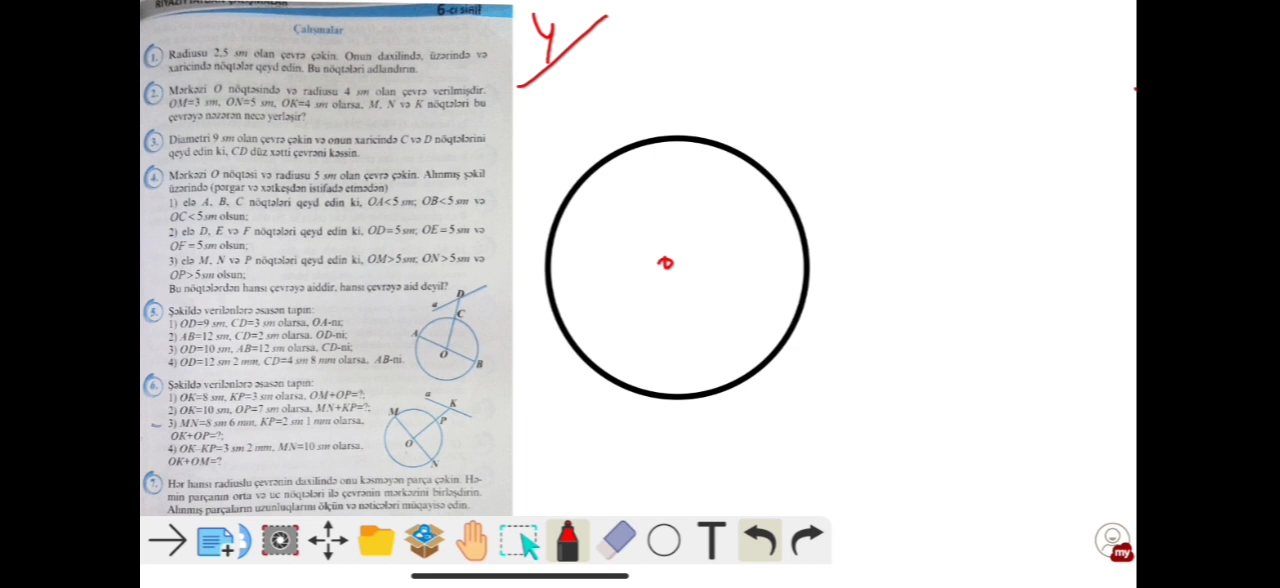 6-cı sinif
Çalışmalar
1. Radiusu 2,5 sm olan çevrə çəkin. Onun daxilində, üzərində və
xaricində nöqtələr qeyd edin. Bu nöqtələri adlandırın.
2. Mərkəzi O nöqtəsində və radiusu 4 sm olan çevrə verilmişdir.
OM=3 sm, ON=5 sm, OK=4 sm olarsa, M, N və K nöqtələri bu
çevrəyə nəzərən necə yerləşir?
3. Diametri 9 sm olan çevrə çəkin və onun xaricində C və D nöqtələrini
qeyd edin ki, CD düz xətti çevrəni kəssin.
4. Mərkəzi O nöqtəsi və radiusu 5 sm olan çevrə çəkin. Alınmış şəkil
üzərində (pərgar və xətkeşdən istifadə etmədən)
1) elə A, B, C nöqtələri qeyd edin ki, OA<5 sm; OB<5 sm və
OC<5 sm olsun;
2) elə D, E və F nöqtələri qeyd edin ki, OD=5 sm; OE=5 sm və
OF=5 sm olsun;
3) elə M, N və P nöqtələri qeyd edin ki, OM>5 sm; ON>5 sm və
OP>5 sm olsun;
Bu nöqtələrdən hansı çevrəyə aiddir, hansı çevrəyə aid deyil?
5. Şəkildə verilənlərə əsasən tapın:
1) OD=9 sm, CD=3 sm olarsa, OA-nı;
2) AB=12 sm, CD=2 sm olarsa, OD-ni;
3) OD=10 sm, AB=12 sm olarsa, CD-ni;
4) OD=12 sm 2 mm, CD=4 sm 8 mm olarsa, AB-ni.
a D
C
A
O
B
6. Şəkildə verilənlərə əsasən tapın:
1) OK=8 sm, KP=3 sm olarsa, OM+OP=?;
2) OK=10 sm, OP=7 sm olarsa, MN+KP=?;
3) MN=8 sm 6 mm, KP=2 sm 1 mm olarsa,
OK+OP=?;
4) OK-KP=3 sm 2 mm, MN=10 sm olarsa,
OK+OM=?
a
K
M
P
O
N
7. Hər hansı radiuslu çevrənin daxilində onu kəsməyən parça çəkin. Hə-
min parçanın orta və uc nöqtələri ilə çevrənin mərkəzini birləşdirin.
Alınmış parçaların uzunluqlarını ölçün və nəticələri müqayisə edin.
y
T
my